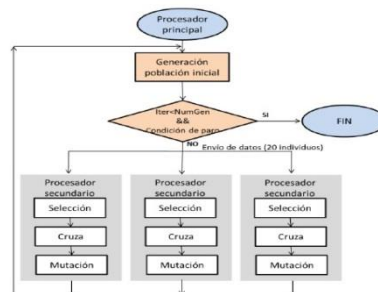 Procesador
principal
Generación
población inicial
Iter<NumGen
&&
Condición de paro
SI
FIN
NO
Envío de datos (20 individuos)
Procesador
secundario
Selección
Cruza
Mutación
Procesador
secundario
Selección
Cruza
Mutación
Procesador
secundario
Selección
Cruza
Mutación